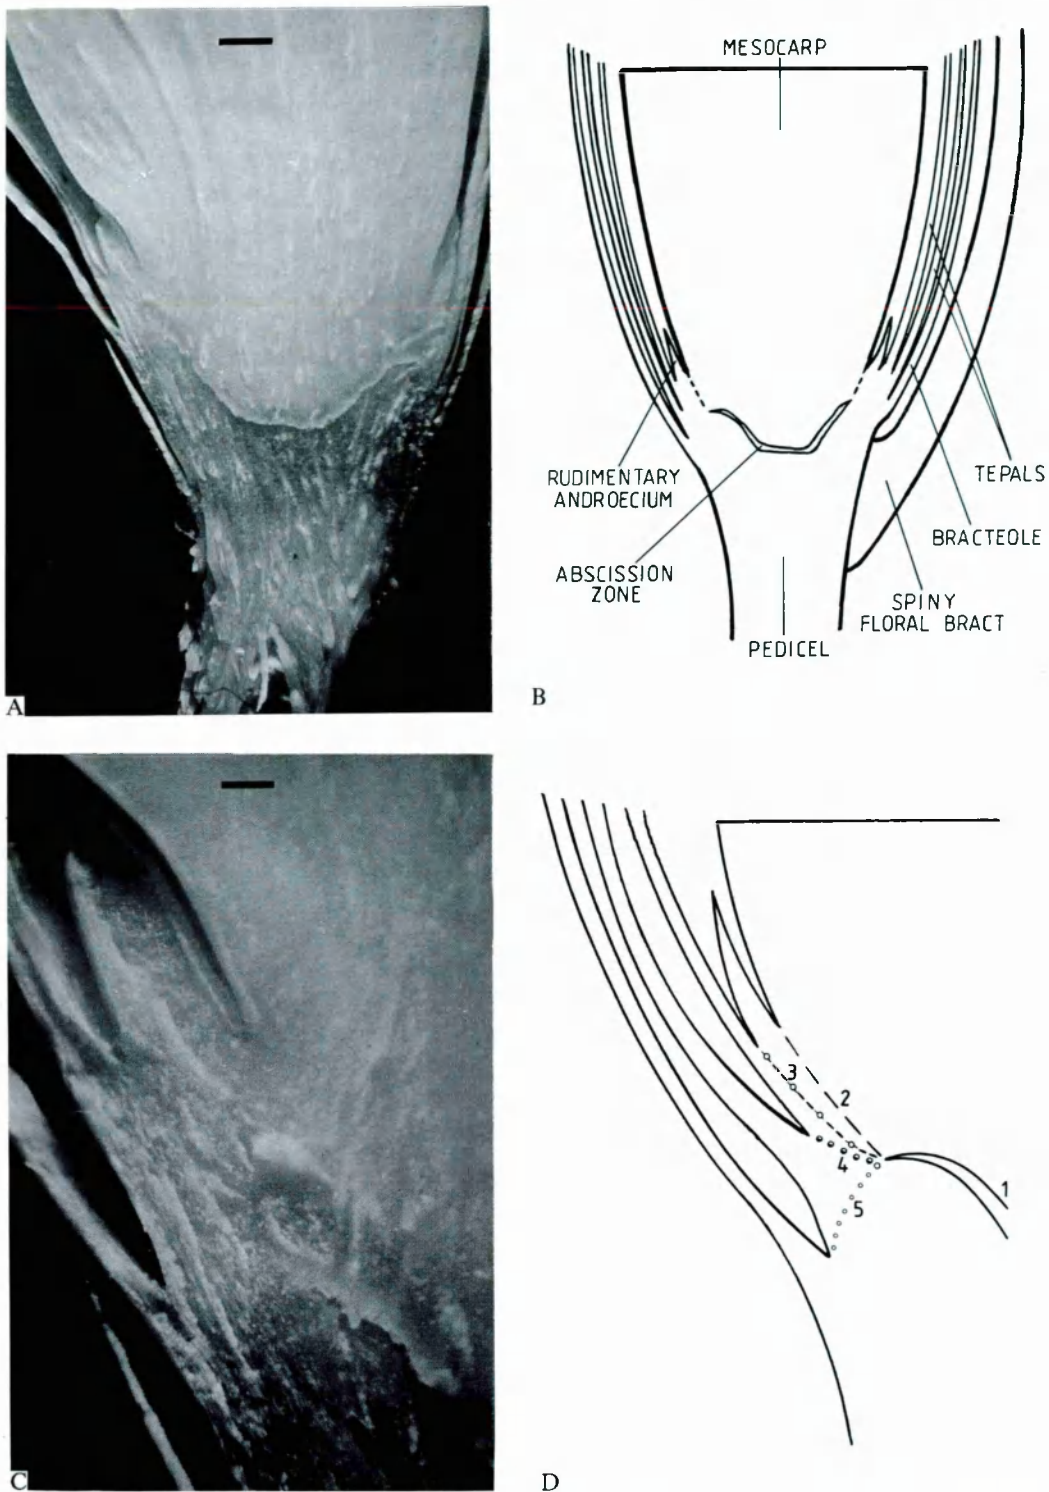 MESOCARP
RUDIMENTARY
ANDROECIUM
TEPALS
BRACTEOLE
ABSCISSION
ZONE
SPINY
FLORAL BRACT
PEDICEL
A
B
3
2
4
1
5
C
D